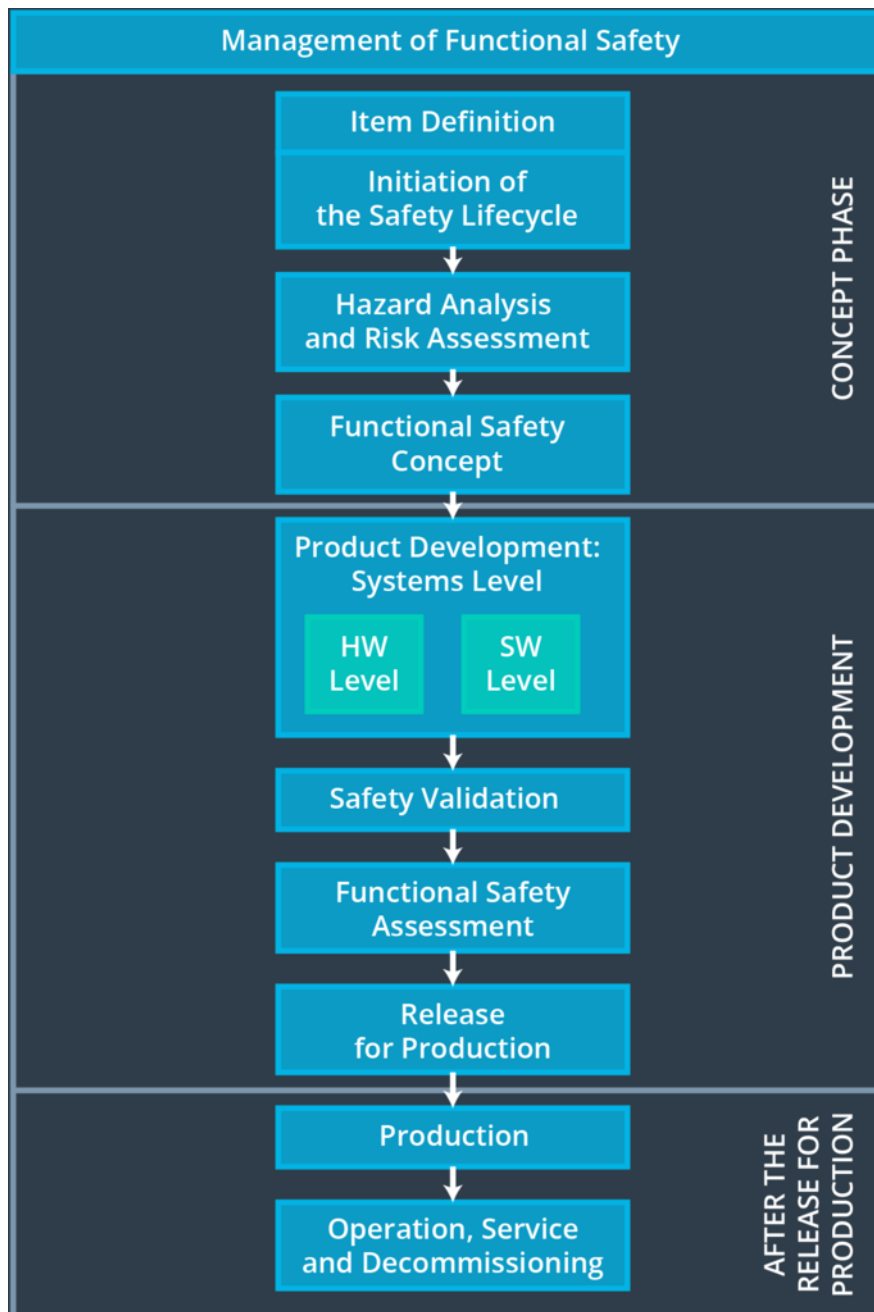 Management of Functional Safety
Item Definition
Initiation of
the Safety Lifecycle
Hazard Analysis
and Risk Assessment
Functional Safety
Concept
CONCEPT PHASE
Product Development:
Systems Level
HW
Level
SW
Level
Safety Validation
Functional Safety
Assessment
Release
for Production
PRODUCT DEVELOPMENT
Production
Operation, Service
and Decommissioning
AFTER THE
RELEASE FOR
PRODUCTION